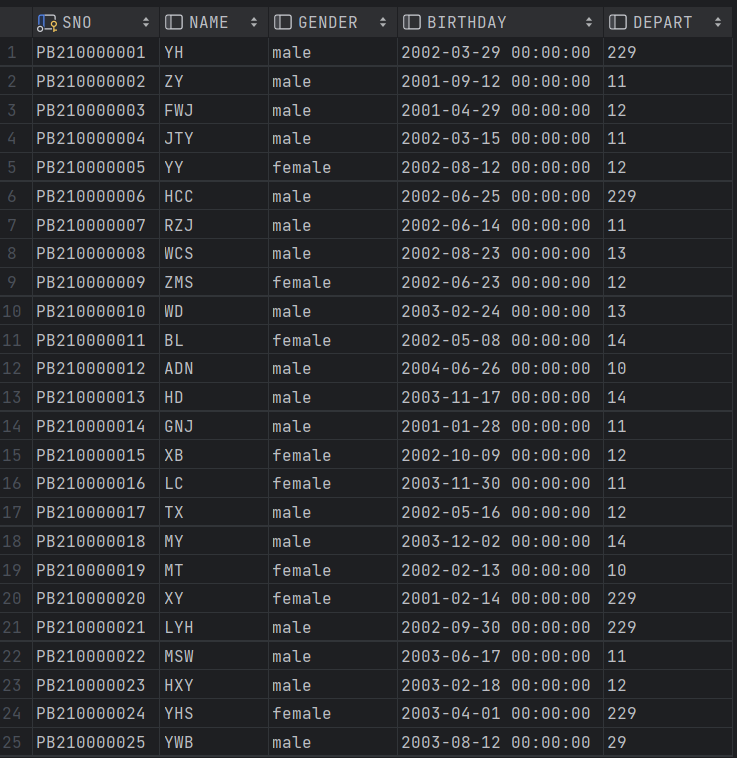 SNO NAME GENDER BIRTHDAY DEPART
1 PB210000001 YH male 2002-03-29 00:00:00 229
2 PB210000002 ZY male 2001-09-12 00:00:00 11
3 PB210000003 FWJ male 2001-04-29 00:00:00 12
4 PB210000004 JTY male 2002-03-15 00:00:00 11
5 PB210000005 YY female 2002-08-12 00:00:00 12
6 PB210000006 HCC male 2002-06-25 00:00:00 229
7 PB210000007 RZJ male 2002-06-14 00:00:00 11
8 PB210000008 WCS male 2002-08-23 00:00:00 13
9 PB210000009 ZMS female 2002-06-23 00:00:00 12
10 PB210000010 WD male 2003-02-24 00:00:00 13
11 PB210000011 BL female 2002-05-08 00:00:00 14
12 PB210000012 ADN male 2004-06-26 00:00:00 10
13 PB210000013 HD male 2003-11-17 00:00:00 14
14 PB210000014 GNJ male 2001-01-28 00:00:00 11
15 PB210000015 XB female 2002-10-09 00:00:00 12
16 PB210000016 LC female 2003-11-30 00:00:00 11
17 PB210000017 TX male 2002-05-16 00:00:00 12
18 PB210000018 MY male 2003-12-02 00:00:00 14
19 PB210000019 MT female 2002-02-13 00:00:00 10
20 PB210000020 XY female 2001-02-14 00:00:00 229
21 PB210000021 LYH male 2002-09-30 00:00:00 229
22 PB210000022 MSW male 2003-06-17 00:00:00 11
23 PB210000023 HXY male 2003-02-18 00:00:00 12
24 PB210000024 YHS female 2003-04-01 00:00:00 229
25 PB210000025 YWB male 2003-08-12 00:00:00 29